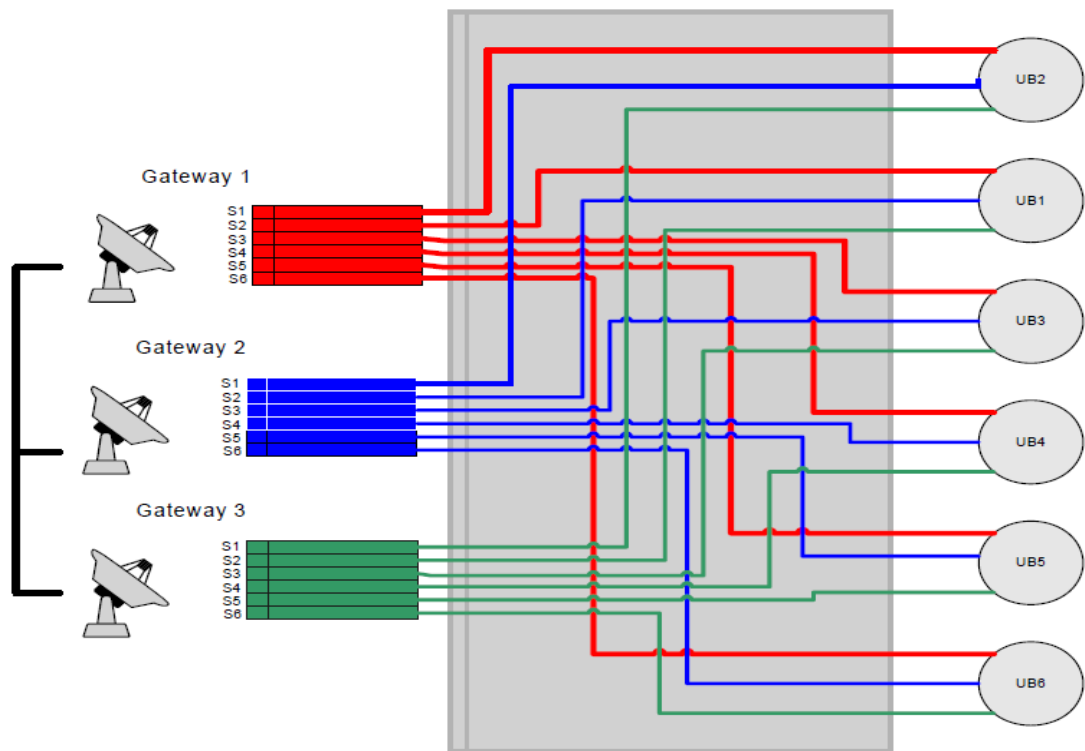 Gateway 1
S1
S2
S3
S4
S5
S6
Gateway 2
S1
S2
S3
S4
S5
S6
Gateway 3
S1
S2
S3
S4
S5
S6
UB2
UB1
UB3
UB4
UB5
UB6